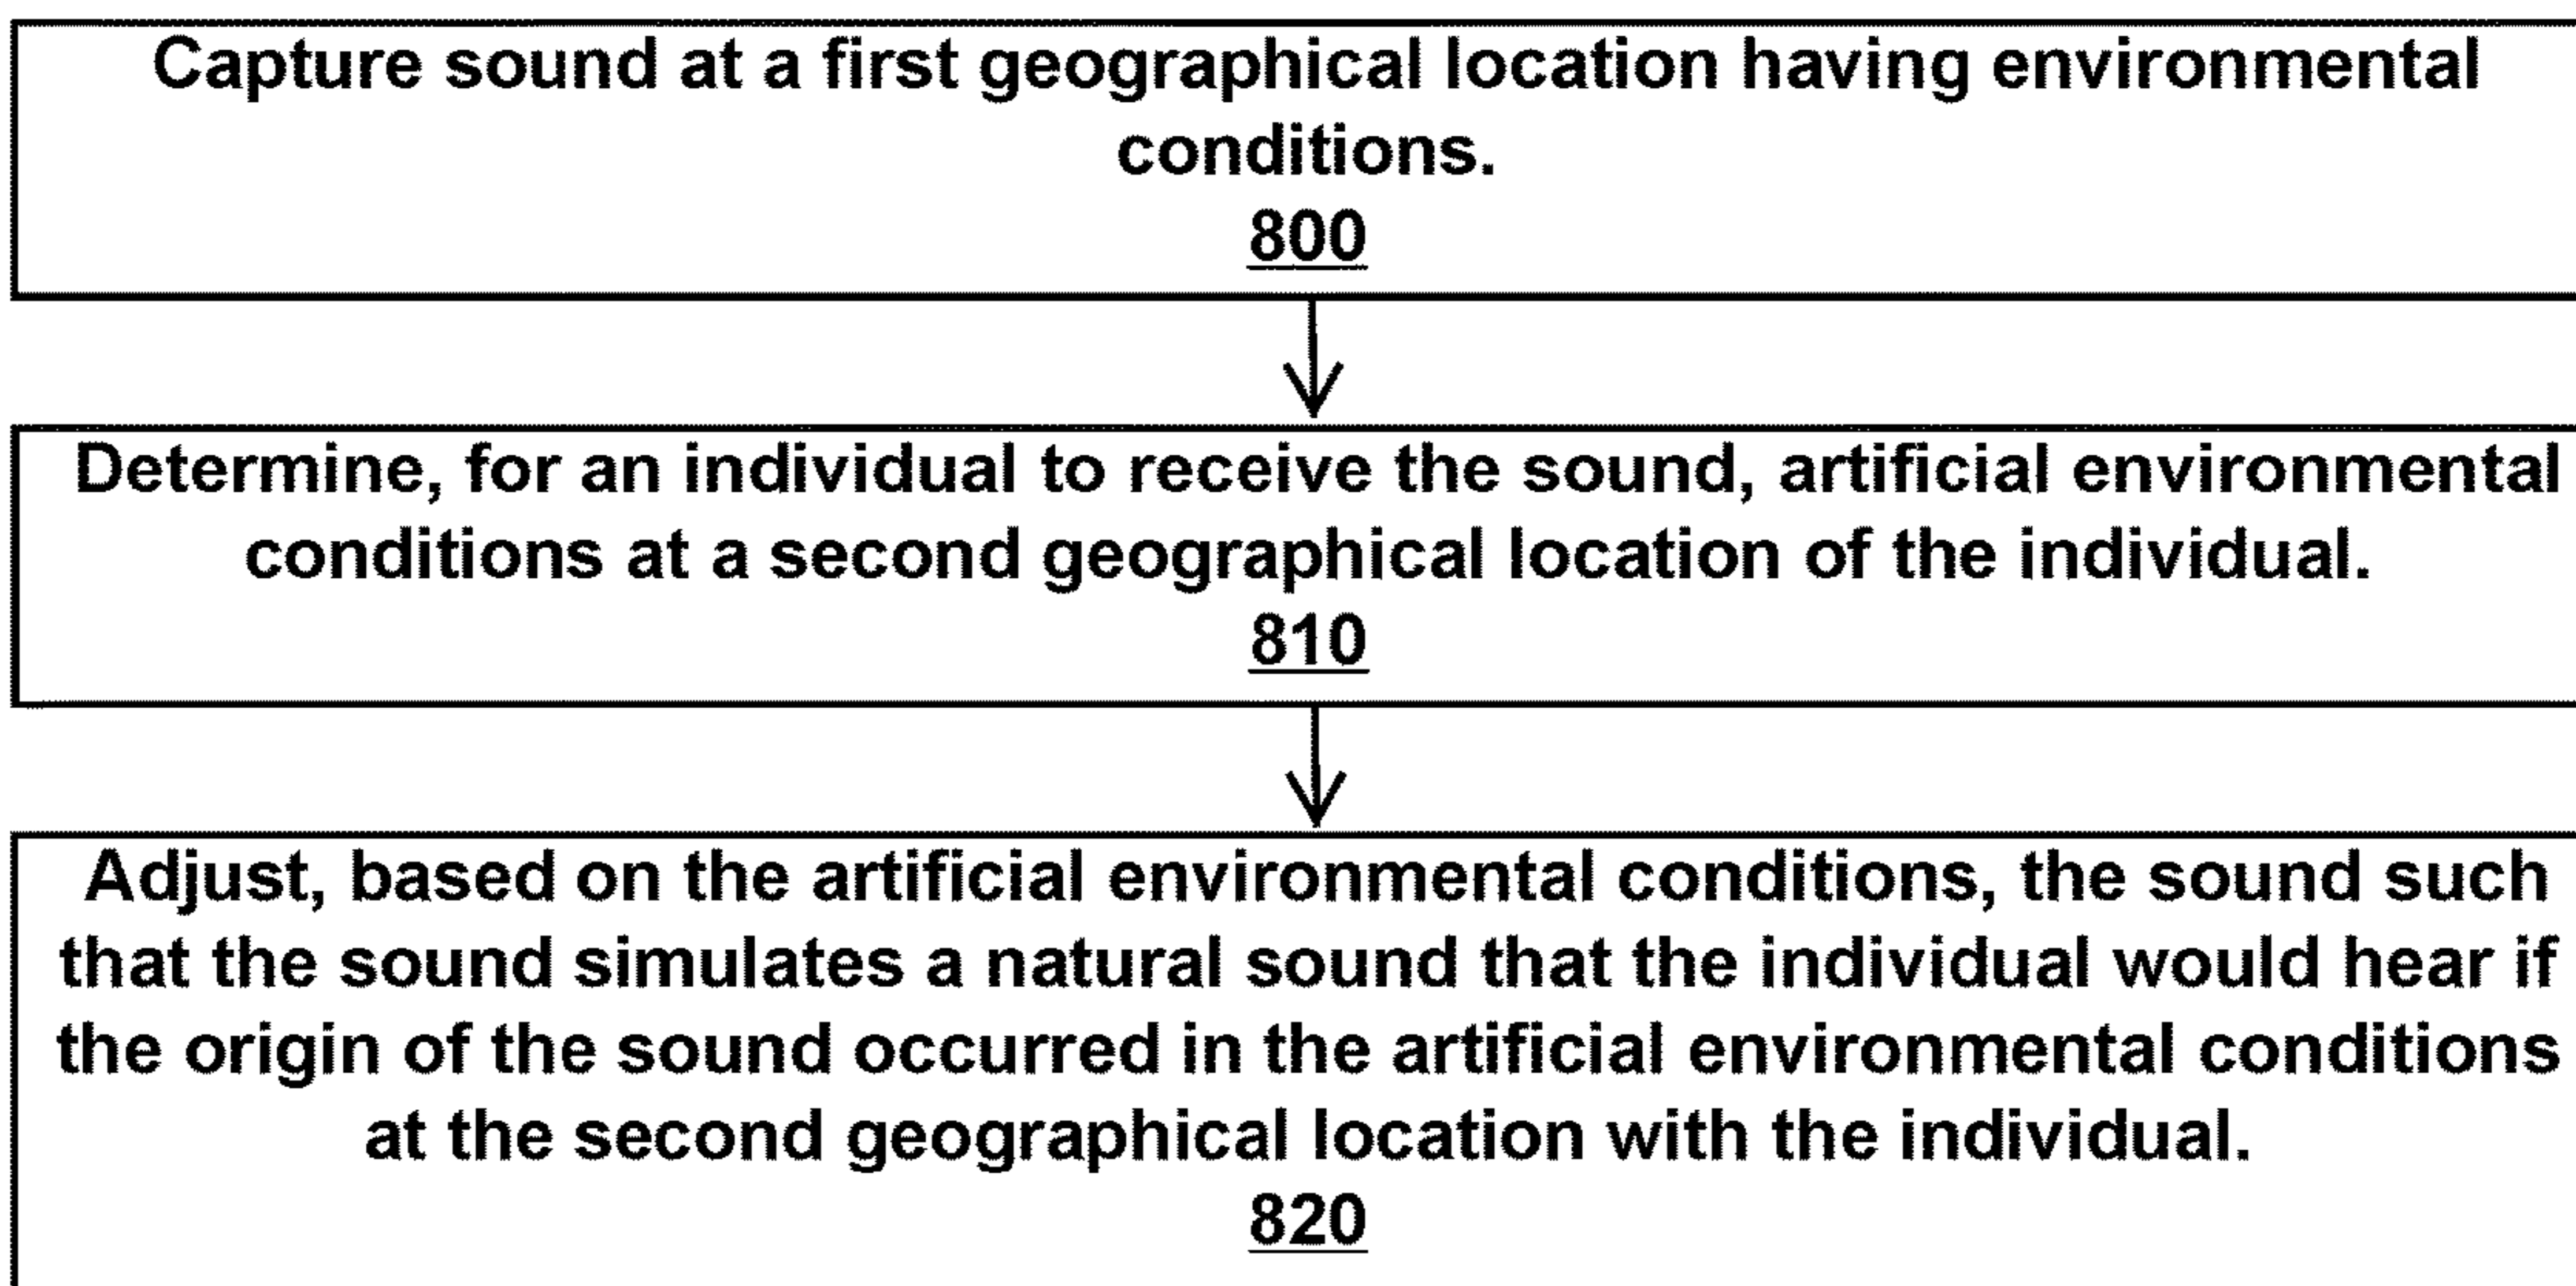 Capture sound at a first geographical location having environmental
conditions.
800
Determine, for an individual to receive the sound, artificial environmental
conditions at a second geographical location of the individual.
810
Adjust, based on the artificial environmental conditions, the sound such
that the sound simulates a natural sound that the individual would hear if
the origin of the sound occurred in the artificial environmental conditions
at the second geographical location with the individual.
820